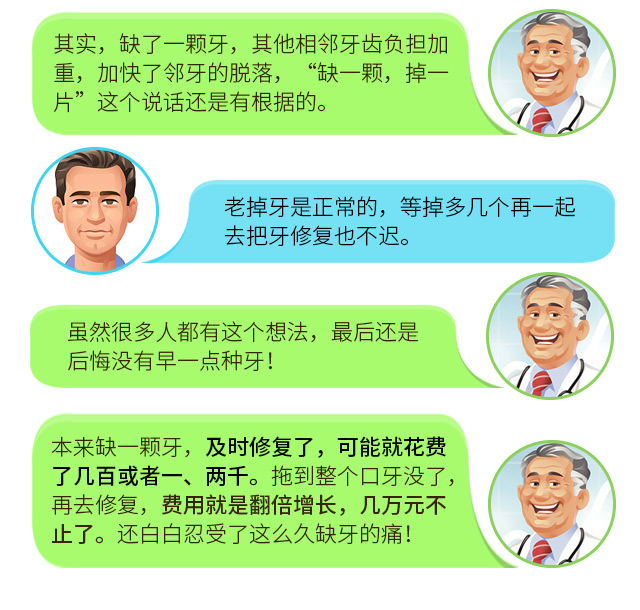 其实，缺了一颗牙，其他相邻牙齿负担加
重，加快了邻牙的脱落，“缺一颗，掉一
片”这个说话还是有根据的。
老掉牙是正常的，等掉多几个再一起
去把牙修复也不迟。
虽然很多人都有这个想法，最后还是
后悔没有早一点种牙！
本来缺一颗牙，及时修复了，可能就花费
了几百或者一、两千。拖到整个口牙没了，
再去修复，费用就是翻倍增长，几万元不
止了。还白白忍受了这么久缺牙的痛！